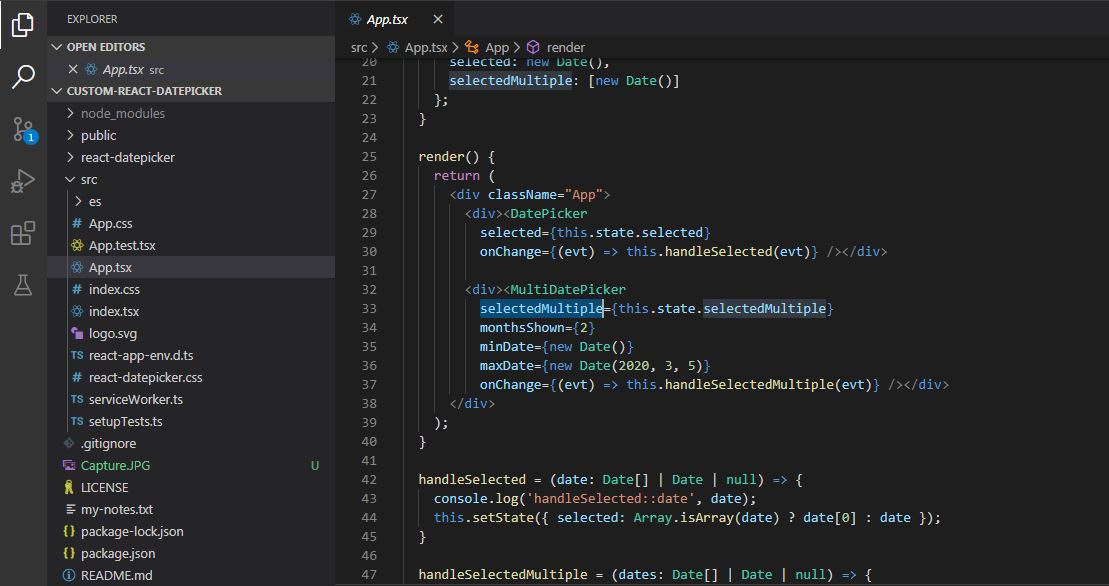 EXPLORER
OPEN EDITORS
App.tsx src
CUSTOM-REACT-DATEPICKER
node_modules
public
react-datepicker
src
es
# App.css
App.test.tsx
App.tsx
# index.css
index.tsx
logo.svg
TS react-app-env.d.ts
# react-datepicker.css
TS serviceWorker.ts
TS setupTests.ts
.gitignore
Capture.JPG U
LICENSE
my-notes.txt
{} package-lock.json
{} package.json
README.md
1
App.tsx
src > App.tsx > App > render
20 selected: new Date(),
21 selectedMultiple: [new Date()]
22 };
23 }
24
25 render() {
26 return (
27 <div className="App">
28 <div><DatePicker
29 selected={this.state.selected}
30 onChange={(evt) => this.handleSelected(evt)} /></div>
31
32 <div><MultiDatePicker
33 selectedMultiple={this.state.selectedMultiple}
34 monthsShown={2}
35 minDate={new Date()}
36 maxDate={new Date(2020, 3, 5)}
37 onChange={(evt) => this.handleSelectedMultiple(evt)} /></div>
38 </div>
39 );
40 }
41
42 handleSelected = (date: Date[] | Date | null) => {
43 console.log('handleSelected::date', date);
44 this.setState({ selected: Array.isArray(date) ? date[0] : date });
45 }
46
47 handleSelectedMultiple = (dates: Date[] | Date | null) => {